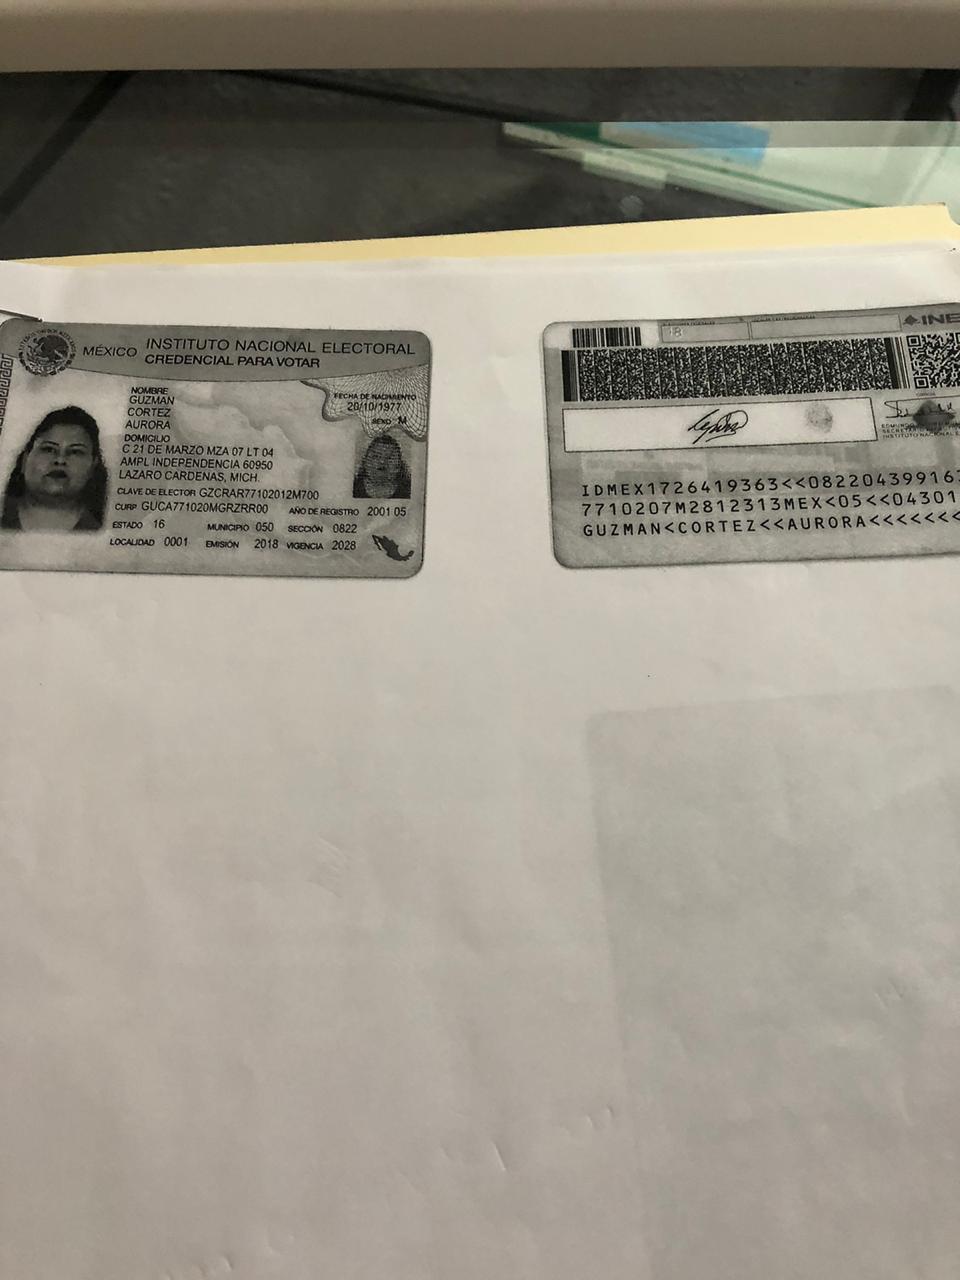 MÉXICO INSTITUTO NACIONAL ELECTORAL
CREDENCIAL PARA VOTAR
NOMBRE
GUZMAN
CORTEZ
AURORA
FECHA DE NACIMIENTO
20/10/1977
SEXO M
DOMICILIO
C 21 DE MARZO MZA 07 LT 04
AMPL INDEPENDENCIA 60950
LAZARO CARDENAS, MICH.
CLAVE DE ELECTOR GZCRAR77102012M700
CURP GUCA771020MGRZRR00 AÑO DE REGISTRO 2001 05
ESTADO 16 MUNICIPIO 050 SECCIÓN 0822
LOCALIDAD 0001 EMISIÓN 2018 VIGENCIA 2028
INE
IDMEX1726419363<<082204399163
7710207M2812313MEX<05<<04301
GUZMAN<CORTEZ<<AURORA<<<<<<<